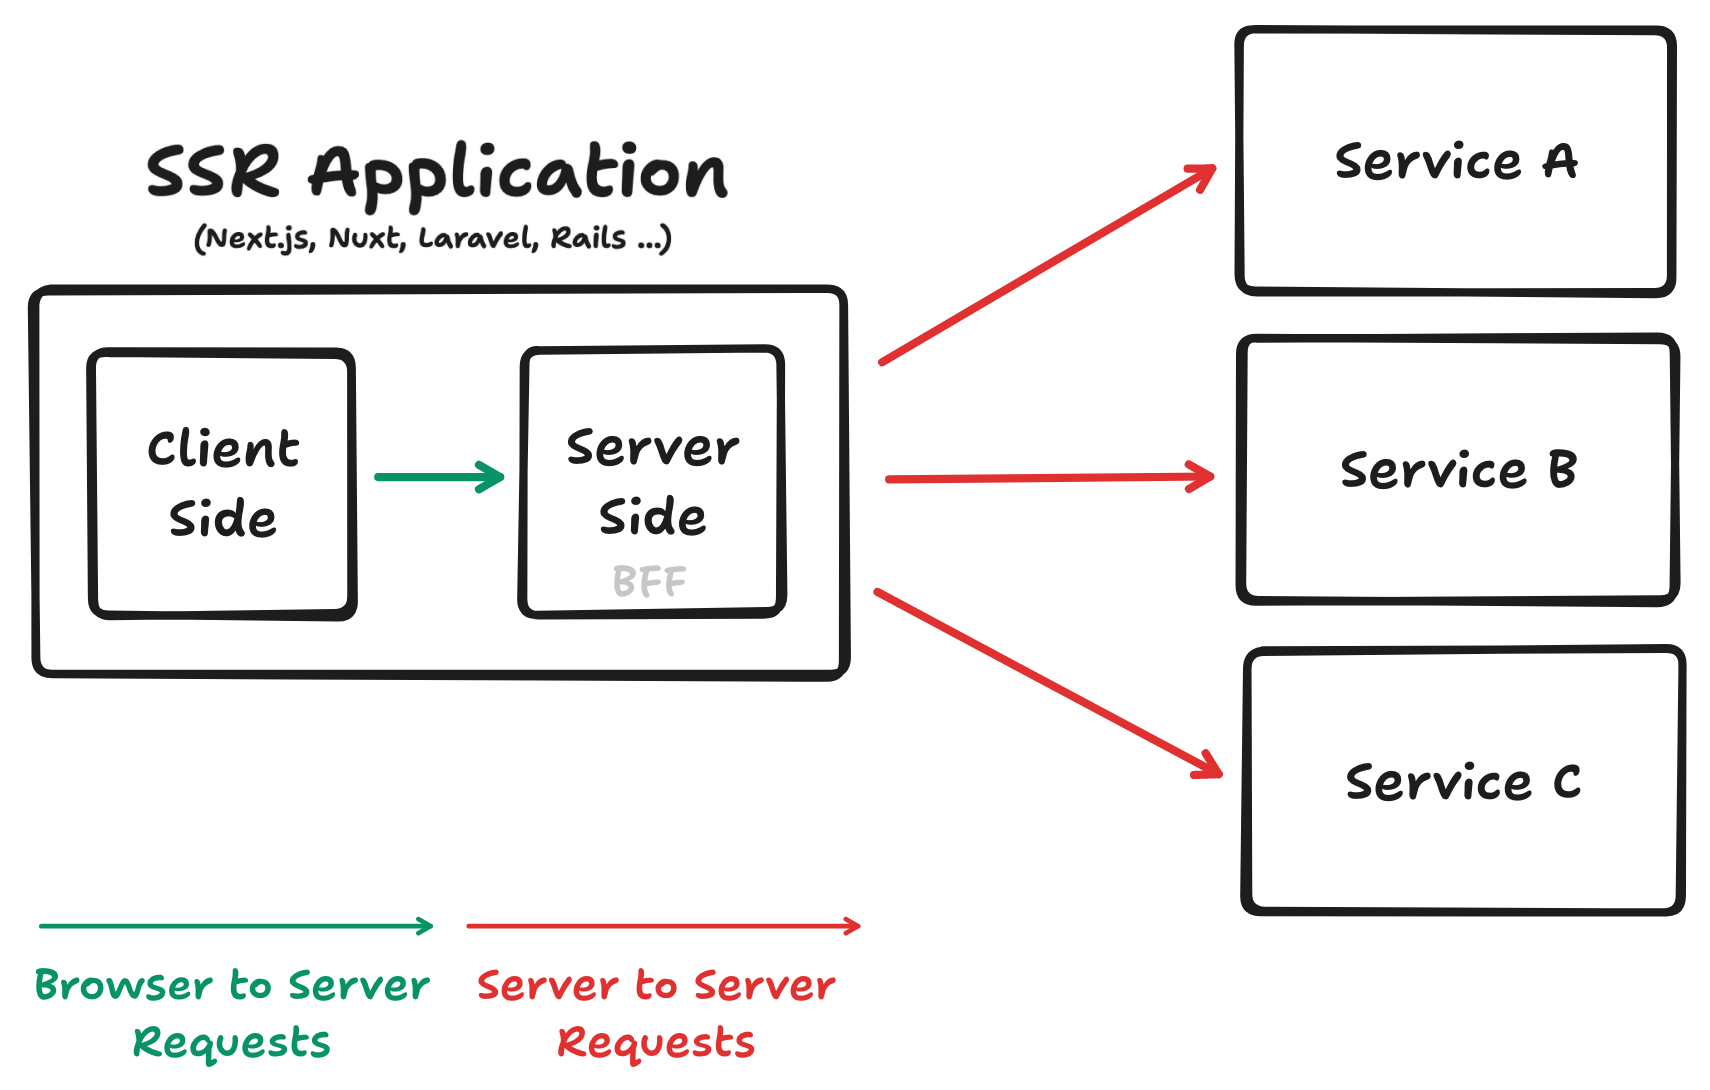 SSR Application
(Next.js, Nuxt, Laravel, Rails ...)
Client
Side
Server
Side
BFF
Service A
Service B
Service C
Browser to Server
Requests
Server to Server
Requests